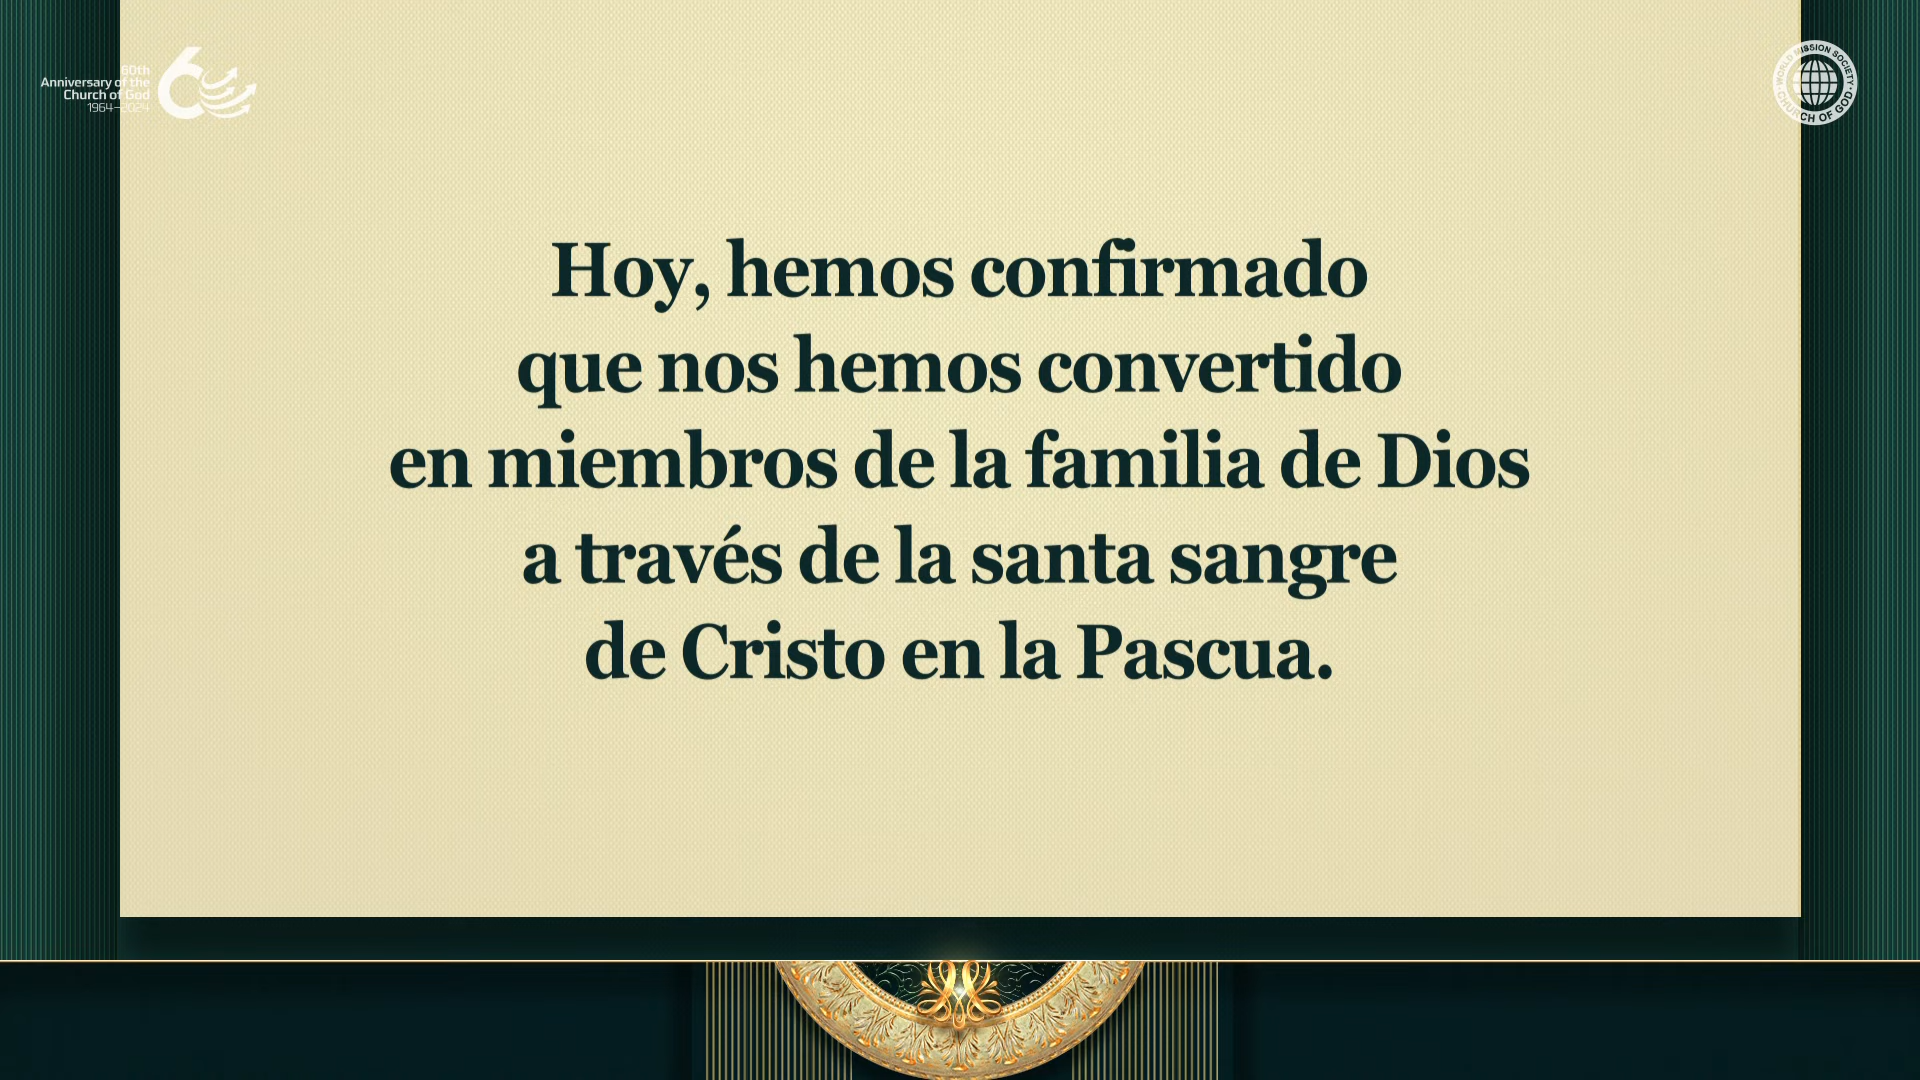 60th
Anniversary of the
Church of God
1964–2024
60
WORLD MISSION SOCIETY
CHURCH OF GOD
Hoy, hemos confirmado
que nos hemos convertido
en miembros de la familia de Dios
a través de la santa sangre
de Cristo en la Pascua.